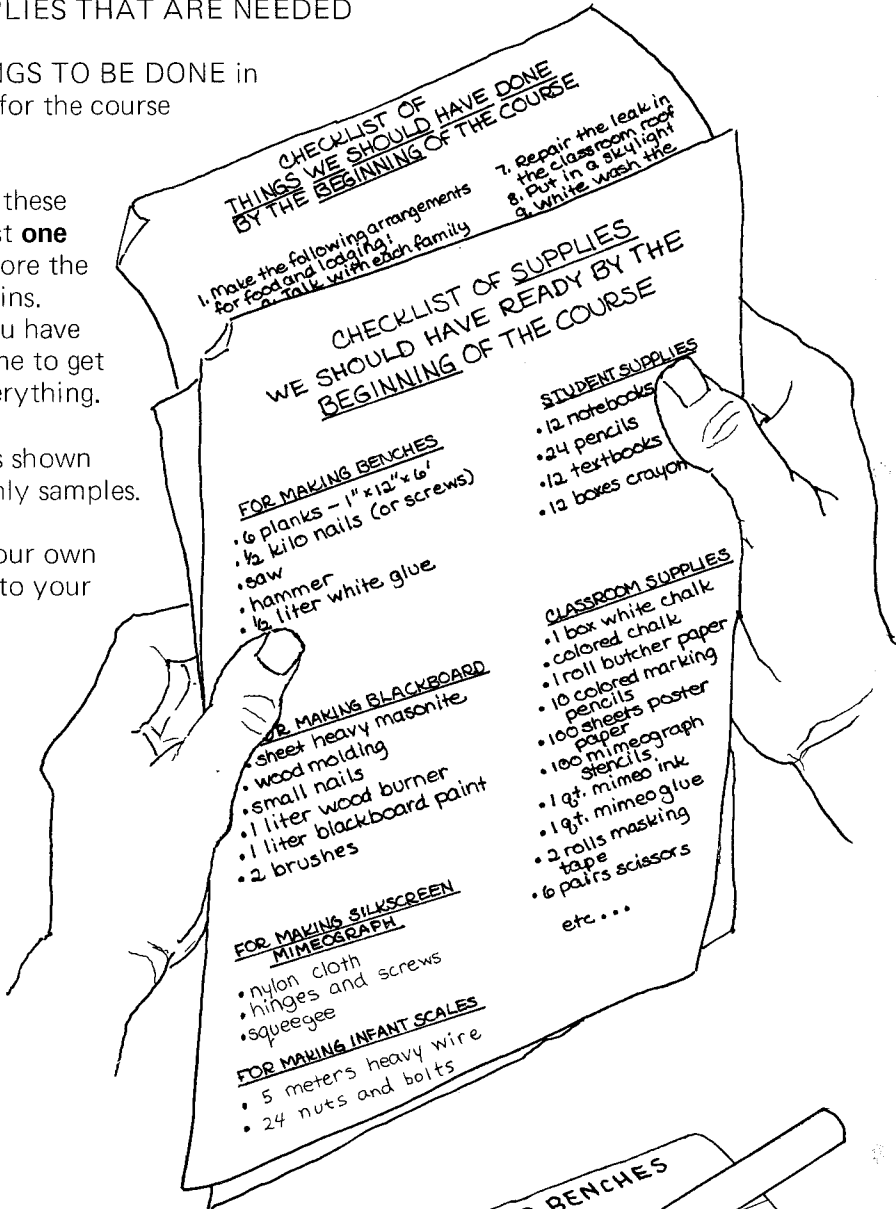 PLIES THAT ARE NEEDED
NGS TO BE DONE in
for the course
these
st one
ore the
ins.
u have
ne to get
erything.
s shown
nly samples.
our own
to your
CHECKLIST OF
THINGS WE SHOULD HAVE DONE
BY THE BEGINNING OF THE COURSE
1. Make the following arrangements
for food and lodging:
a. Talk with each family
7. Repair the leak in
the classroom roof
8. Put in a skylight
9. White wash the
CHECKLIST OF SUPPLIES
WE SHOULD HAVE READY BY THE
BEGINNING OF THE COURSE
FOR MAKING BENCHES
• 6 planks - 1" x 12" x 6'
• 1/2 kilo nails (or screws)
• saw
• hammer
• 1/2 liter white glue
OR MAKING BLACKBOARD
• sheet heavy masonite
• wood molding
• small nails
• 1 liter wood burner
• 1 liter blackboard paint
• 2 brushes
FOR MAKING SILKSCREEN
MIMEOGRAPH
• nylon cloth
• hinges and screws
• squeegee
FOR MAKING INFANT SCALES
• 5 meters heavy wire
• 24 nuts and bolts
STUDENT SUPPLIES
• 12 notebooks
• 24 pencils
• 12 textbooks
• 12 boxes crayon
CLASSROOM SUPPLIES
• 1 box white chalk
• colored chalk
• 1 roll butcher paper
• 10 colored marking
pencils
• 100 sheets poster
paper
• 100 mimeograph
stencils
• 1 qt. mimeo ink
• 1 qt. mimeo glue
• 2 rolls masking
tape
• 6 pairs scissors
etc...
BENCHES